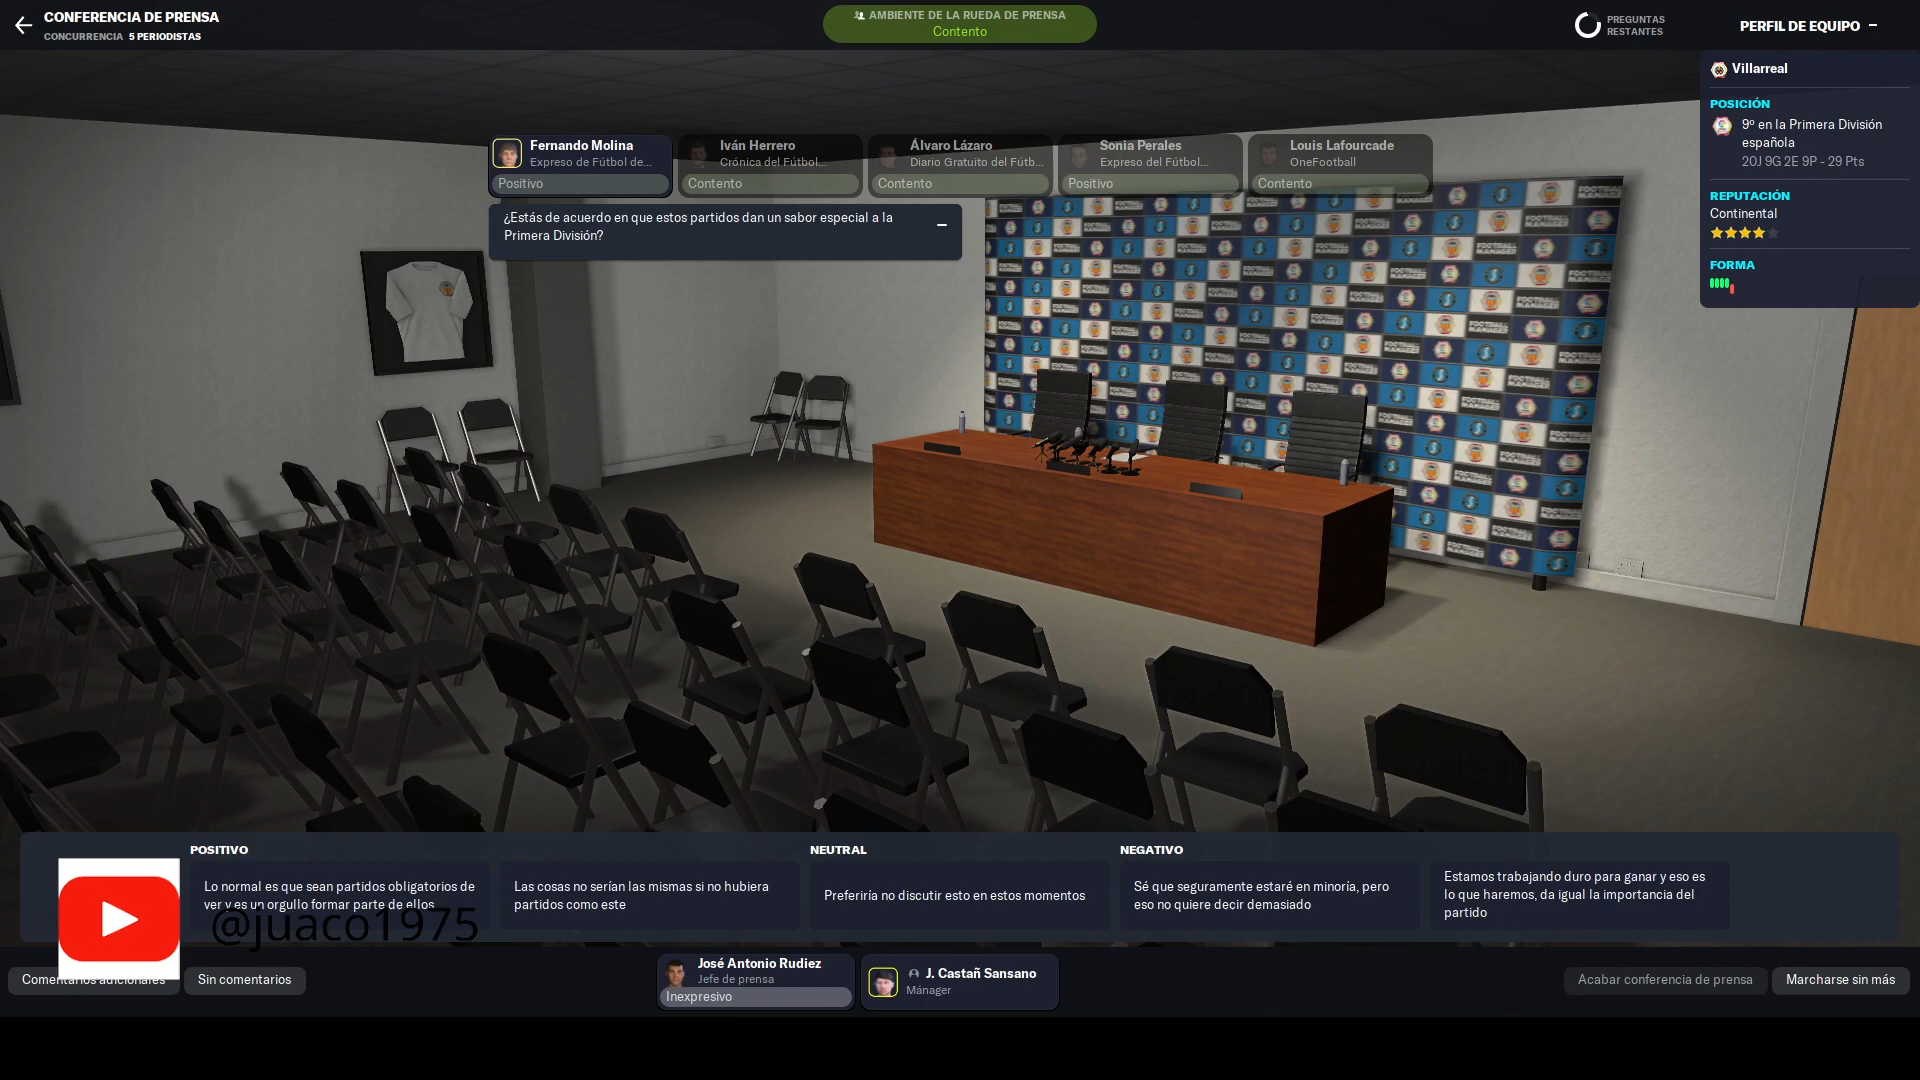 CONFERENCIA DE PRENSA
CONCURRENCIA 5 PERIODISTAS
AMBIENTE DE LA RUEDA DE PRENSA
Contento
PREGUNTAS
RESTANTES
PERFIL DE EQUIPO
Villarreal
POSICIÓN
9º en la Primera División
española
20J 9G 2E 9P - 29 Pts
REPUTACIÓN
Continental
FORMA
Fernando Molina
Expreso de Fútbol de...
Positivo
Iván Herrero
Crónica del Fútbol...
Contento
Álvaro Lázaro
Diario Gratuito del Fútb...
Contento
Sonia Perales
Expreso del Fútbol...
Positivo
Louis Lafourcade
OneFootball
Contento
¿Estás de acuerdo en que estos partidos dan un sabor especial a la
Primera División?
FOOTBALL
MANAGER
POSITIVO
Lo normal es que sean partidos obligatorios de
ver y es un orgullo formar parte de ellos
Las cosas no serían las mismas si no hubiera
partidos como este
NEUTRAL
Preferiría no discutir esto en estos momentos
NEGATIVO
Sé que seguramente estaré en minoría, pero
eso no quiere decir demasiado
Estamos trabajando duro para ganar y eso es
lo que haremos, da igual la importancia del
partido
@juaco1975
Comentarios adicionales
Sin comentarios
José Antonio Rudiez
Jefe de prensa
Inexpresivo
J. Castañ Sansano
Mánager
Acabar conferencia de prensa
Marcharse sin más